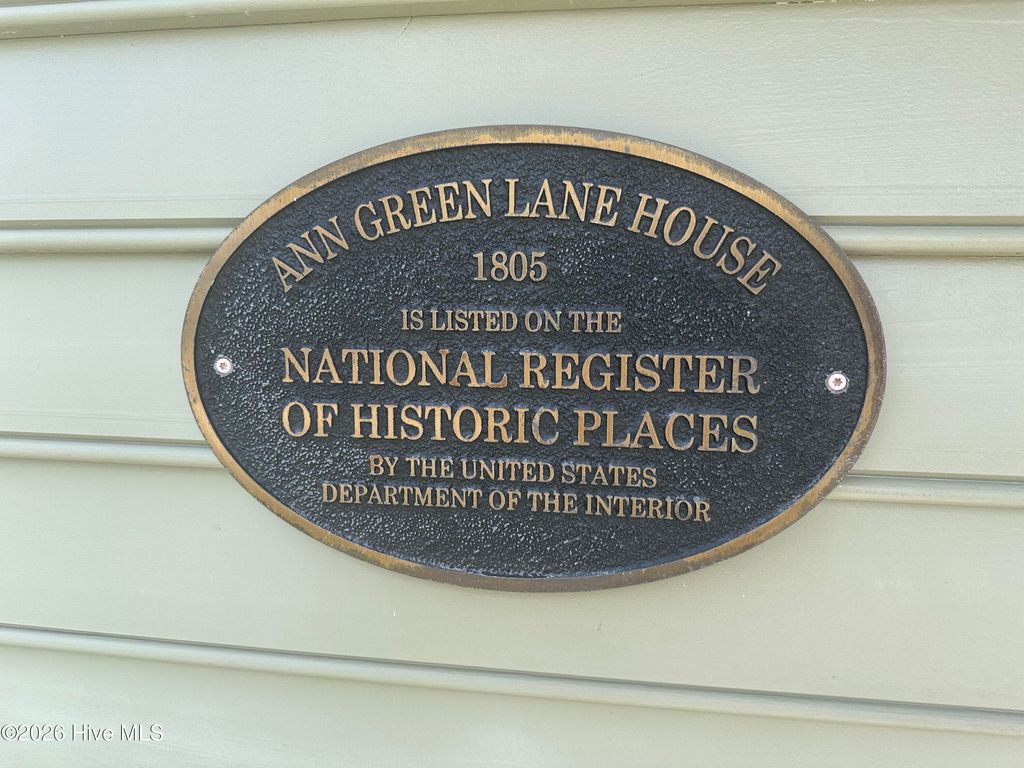 ANN GREEN LANE HOUSE
1805
IS LISTED ON THE
NATIONAL REGISTER
OF HISTORIC PLACES
BY THE UNITED STATES
DEPARTMENT OF THE INTERIOR
©2026 Hive MLS